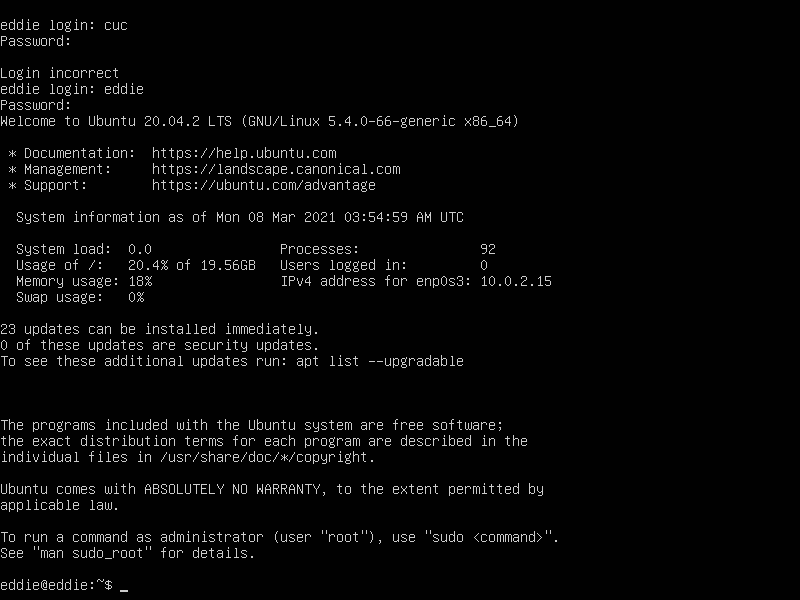 eddie login: cuc
Password:
Login incorrect
eddie login: eddie
Password:
Welcome to Ubuntu 20.04.2 LTS (GNU/Linux 5.4.0-66-generic x86_64)
* Documentation:  https://help.ubuntu.com
* Management:     https://landscape.canonical.com
* Support:        https://ubuntu.com/advantage
System information as of Mon 08 Mar 2021 03:54:59 AM UTC
System load:  0.0                Processes:               92
Usage of /:   20.4% of 19.56GB   Users logged in:         0
Memory usage: 18%                IPv4 address for enp0s3: 10.0.2.15
Swap usage:   0%
23 updates can be installed immediately.
0 of these updates are security updates.
To see these additional updates run: apt list --upgradable
The programs included with the Ubuntu system are free software;
the exact distribution terms for each program are described in the
individual files in /usr/share/doc/*/copyright.
Ubuntu comes with ABSOLUTELY NO WARRANTY, to the extent permitted by
applicable law.
To run a command as administrator (user "root"), use "sudo <command>".
See "man sudo_root" for details.
eddie@eddie:~$ _